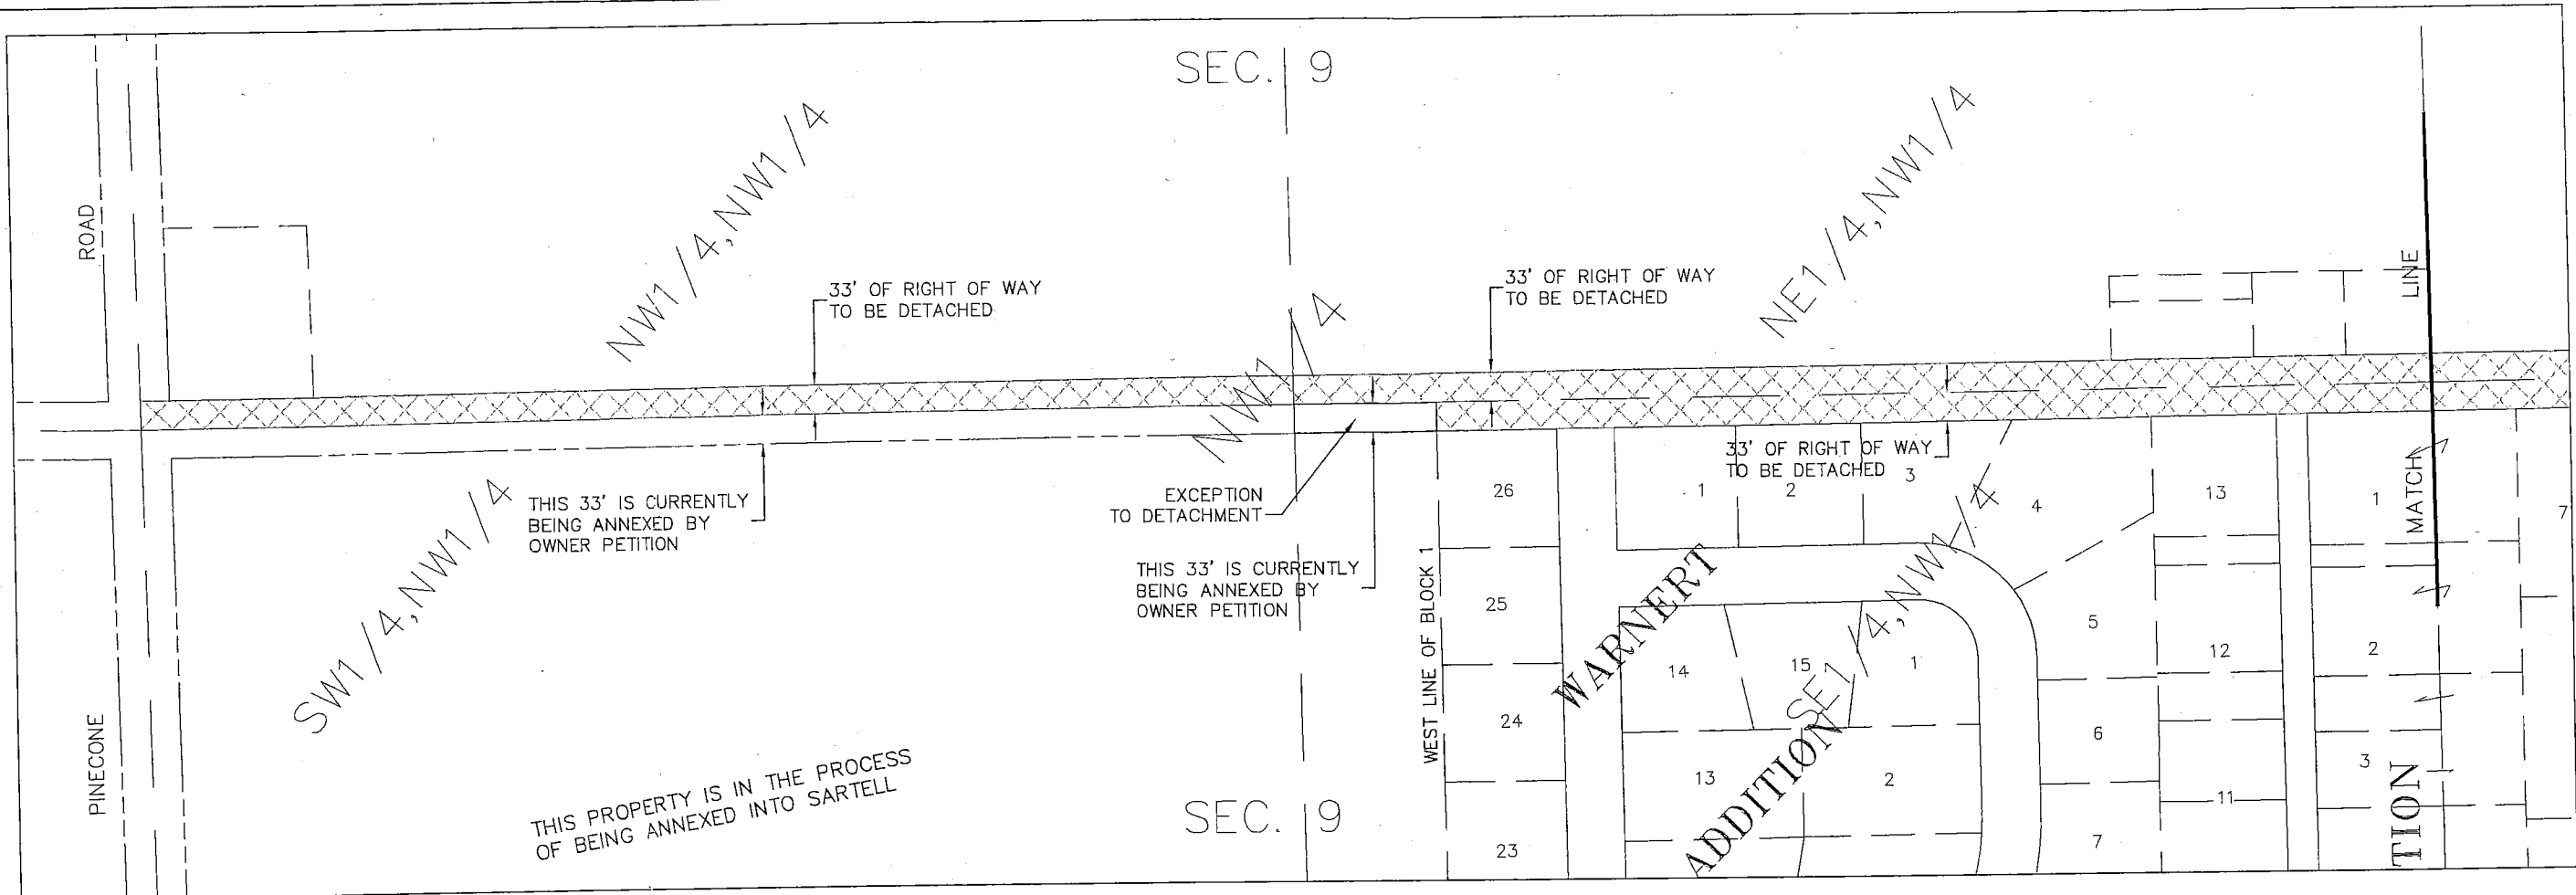 SEC. 9
ROAD
NW1/4,NW1/4
33' OF RIGHT OF WAY
TO BE DETACHED
NW1/4
33' OF RIGHT OF WAY
TO BE DETACHED
NE1/4,NW1/4
LINE
MATCH
SW1/4,NW1/4
THIS 33' IS CURRENTLY
BEING ANNEXED BY
OWNER PETITION
EXCEPTION
TO DETACHMENT
THIS 33' IS CURRENTLY
BEING ANNEXED BY
OWNER PETITION
33' OF RIGHT OF WAY
TO BE DETACHED
26
1
2
3
4
13
1
7
25
WEST LINE OF BLOCK 1
WARNERT
ADDITION
SE1/4,NW1/4
14
15
1
5
12
2
24
13
2
6
11
3
23
7
TION
PINECONE
THIS PROPERTY IS IN THE PROCESS
OF BEING ANNEXED INTO SARTELL
SEC. 9